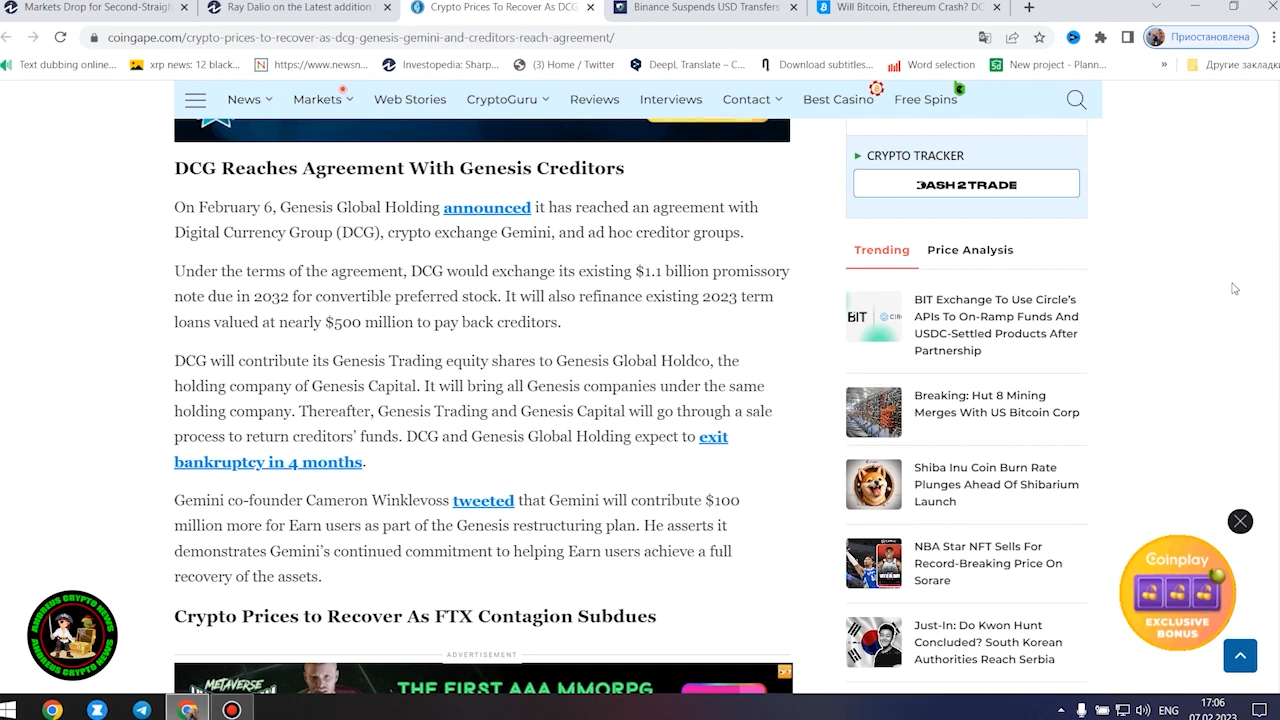 Markets Drop for Second-Straigh
Ray Dalio on the Latest addition
Crypto Prices To Recover As DCG
Binance Suspends USD Transfers
Will Bitcoin, Ethereum Crash? DC
coingape.com/crypto-prices-to-recover-as-dcg-genesis-gemini-and-creditors-reach-agreement/
Приостановлена
Text dubbing online...
xrp news: 12 black...
https://www.newsn...
Investopedia: Sharp...
(3) Home / Twitter
DeepL Translate – C...
Download subtitles...
Word selection
New project - Plann...
»
Другие закладки
News
Markets
Web Stories
CryptoGuru
Reviews
Interviews
Contact
Best Casino
Free Spins
DCG Reaches Agreement With Genesis Creditors
On February 6, Genesis Global Holding announced it has reached an agreement with
Digital Currency Group (DCG), crypto exchange Gemini, and ad hoc creditor groups.
Under the terms of the agreement, DCG would exchange its existing $1.1 billion promissory
note due in 2032 for convertible preferred stock. It will also refinance existing 2023 term
loans valued at nearly $500 million to pay back creditors.
DCG will contribute its Genesis Trading equity shares to Genesis Global Holdco, the
holding company of Genesis Capital. It will bring all Genesis companies under the same
holding company. Thereafter, Genesis Trading and Genesis Capital will go through a sale
process to return creditors’ funds. DCG and Genesis Global Holding expect to exit
bankruptcy in 4 months.
Gemini co-founder Cameron Winklevoss tweeted that Gemini will contribute $100
million more for Earn users as part of the Genesis restructuring plan. He asserts it
demonstrates Gemini’s continued commitment to helping Earn users achieve a full
recovery of the assets.
Crypto Prices to Recover As FTX Contagion Subdues
ADVERTISEMENT
METAVERSE
THE FIRST AAA MMORPG
CRYPTO TRACKER
DASH 2 TRADE
Trending
Price Analysis
BIT
BIT Exchange To Use Circle’s
APIs To On-Ramp Funds And
USDC-Settled Products After
Partnership
Breaking: Hut 8 Mining
Merges With US Bitcoin Corp
Shiba Inu Coin Burn Rate
Plunges Ahead Of Shibarium
Launch
NBA Star NFT Sells For
Record-Breaking Price On
Sorare
Just-In: Do Kwon Hunt
Concluded? South Korean
Authorities Reach Serbia
Coinplay
EXCLUSIVE
BONUS
ANDREUS CRYPTO NEWS
ANDREUS CRYPTO NEWS
ENG
17:06
07.02.2023